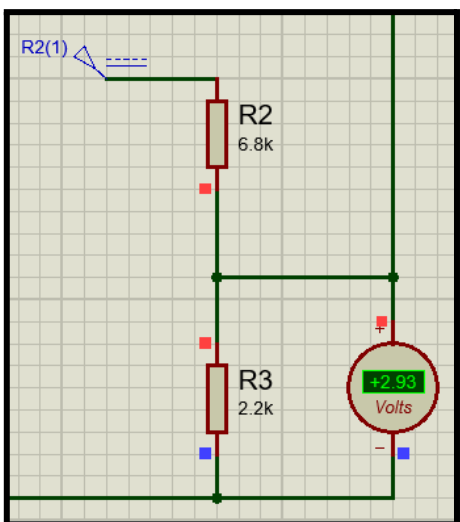 R2(1)
R2
6.8k
R3
2.2k
+
+2.93
Volts
−